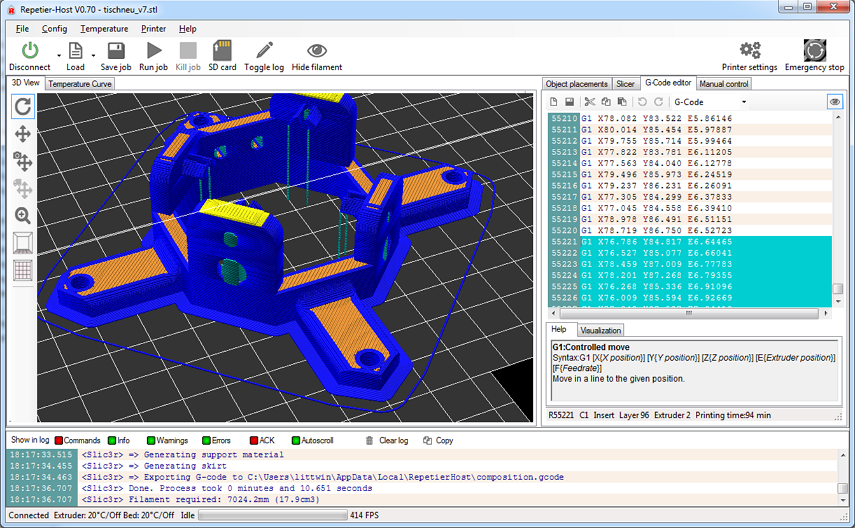 Repetier-Host V0.70 - tischneu_v7.stl
File Config Temperature Printer Help
Disconnect Load Save job Run job Kill job SD card Toggle log Hide filament Printer settings Emergency stop
3D View Temperature Curve
Object placements Slicer G-Code editor Manual control
G-Code
55210 G1 X78.082 Y83.522 E5.86146
55211 G1 X80.014 Y85.454 E5.97887
55212 G1 X79.755 Y85.714 E5.99464
55213 G1 X77.822 Y83.781 E6.11205
55214 G1 X77.563 Y84.040 E6.12778
55215 G1 X79.496 Y85.973 E6.24519
55216 G1 X79.237 Y86.231 E6.26091
55217 G1 X77.305 Y84.299 E6.37833
55218 G1 X77.045 Y84.558 E6.39410
55219 G1 X78.978 Y86.491 E6.51151
55220 G1 X78.719 Y86.750 E6.52723
55221 G1 X76.786 Y84.817 E6.64465
55222 G1 X76.527 Y85.077 E6.66041
55223 G1 X78.459 Y87.009 E6.77783
55224 G1 X78.201 Y87.268 E6.79355
55225 G1 X76.268 Y85.336 E6.91096
55226 G1 X76.009 Y85.594 E6.92669
Help Visualization
G1:Controlled move
Syntax:G1 [X(X position)] [Y(Y position)] [Z(Z position)] [E(Extruder position)]
[F(Feedrate)]
Move in a line to the given position.
R55221 C1 Insert Layer 96 Extruder 2 Printing time:94 min
Show in log Commands Info Warnings Errors ACK Autoscroll Clear log Copy
18:17:33.515 <Slic3r> => Generating support material
18:17:34.455 <Slic3r> => Generating skirt
18:17:34.463 <Slic3r> => Exporting G-code to C:\Users\littwin\AppData\Local\RepetierHost\composition.gcode
18:17:36.707 <Slic3r> Done. Process took 0 minutes and 10.651 seconds
18:17:36.707 <Slic3r> Filament required: 7024.2mm (17.9cm3)
Connected Extruder: 20°C/Off Bed: 20°C/Off Idle 414 FPS